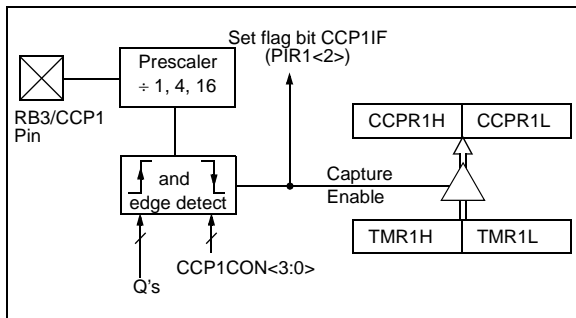 Set flag bit CCP1IF
(PIR1<2>)
Prescaler
÷ 1, 4, 16
RB3/CCP1
Pin
CCPR1H CCPR1L
and
edge detect
Capture
Enable
TMR1H TMR1L
CCP1CON<3:0>
Q's